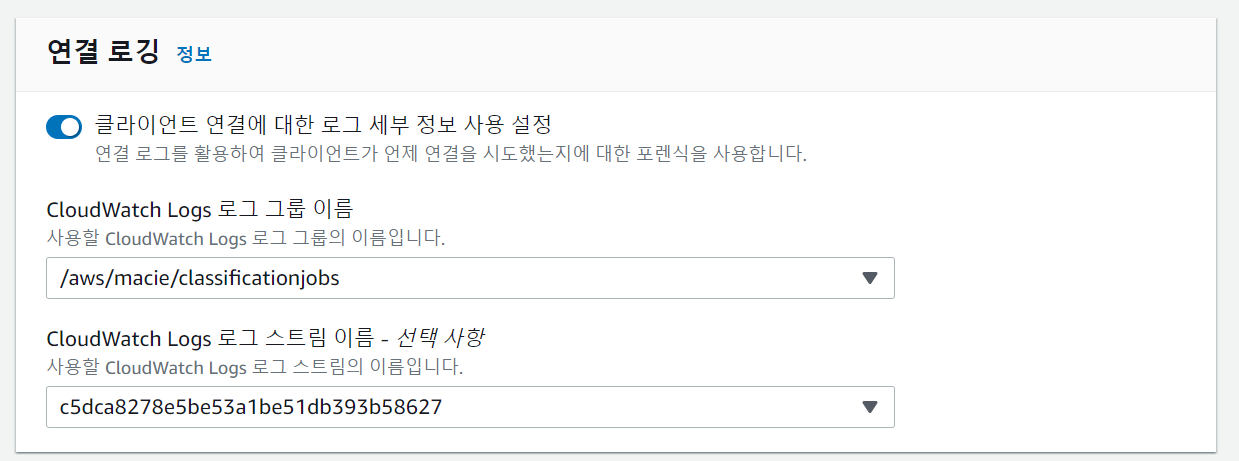 연결 로깅 정보
클라이언트 연결에 대한 로그 세부 정보 사용 설정
연결 로그를 활용하여 클라이언트가 언제 연결을 시도했는지에 대한 포렌식을 사용합니다.
CloudWatch Logs 로그 그룹 이름
사용할 CloudWatch Logs 로그 그룹의 이름입니다.
/aws/macie/classificationjobs
CloudWatch Logs 로그 스트림 이름 - 선택 사항
사용할 CloudWatch Logs 로그 스트림의 이름입니다.
c5dca8278e5be53a1be51db393b58627